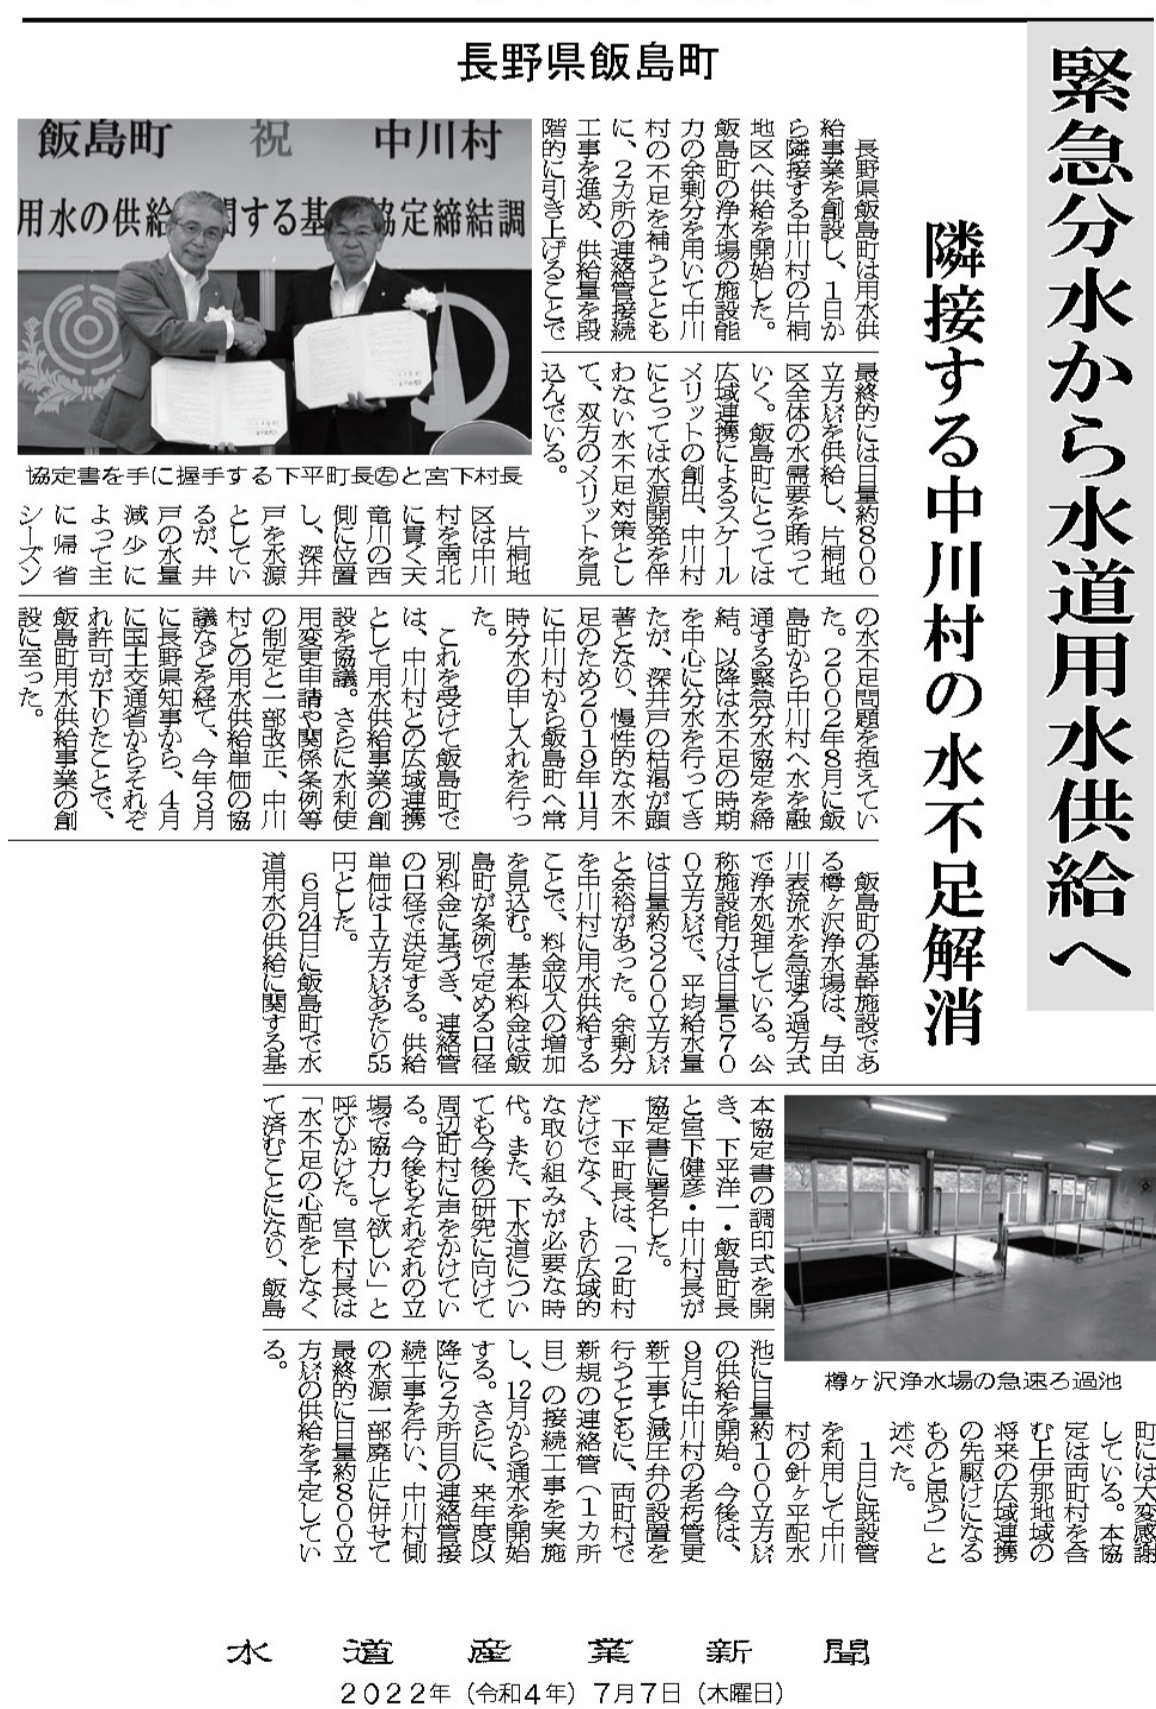 緊急分水から水道用水供給へ
隣接する中川村の水不足解消
長野県飯島町
長野県飯島町は用水供
給事業を創設し、1日か
ら隣接する中川村の片桐
地区へ供給を開始した。
飯島町の浄水場の施設能
力の余剰分を用いて中川
村の不足を補うととも
に、2カ所の連絡管接続
工事を進め、供給量を段
階的に引き上げることで
最終的には日量約800
立方㍍を供給し、片桐地
区全体の水需要を賄って
いく。飯島町にとっては
広域連携によるスケール
メリットの創出、中川村
にとっては水源開発を伴
わない水不足対策とし
て、双方のメリットを見
込んでいる。
飯島町 祝 中川村
用水の供給 関する基 協定締結調
協定書を手に握手する下平町長㊧と宮下村長
片桐地
区は中川
村を南北
に貫く天
竜川の西
側に位置
し、深井
戸を水源
としてい
るが、井
戸の水量
減少に
よって主
に帰省
シーズン
の水不足問題を抱えてい
た。2002年8月に飯
島町から中川村へ水を融
通する緊急分水協定を締
結。以降は水不足の時期
を中心に分水を行ってき
たが、深井戸の枯渇が顕
著となり、慢性的な水不
足のため2019年11月
に中川村から飯島町へ常
時分水の申し入れを行っ
た。
これを受けて飯島町で
は、中川村との広域連携
として用水供給事業の創
設を協議。さらに水利使
用変更申請や関係条例等
の制定と一部改正、中川
村との用水供給単価の協
議などを経て、今年3月
に長野県知事から、4月
に国土交通省からそれぞ
れ許可が下りたことで、
飯島町用水供給事業の創
設に至った。
飯島町の基幹施設であ
る樽ヶ沢浄水場は、与田
川表流水を急速ろ過方式
で浄水処理している。公
称施設能力は日量570
0立方㍍で、平均給水量
は日量約3200立方㍍
と余裕があった。余剰分
を中川村に用水供給する
ことで、料金収入の増加
を見込む。基本料金は飯
島町が条例で定める口径
別料金に基づき、連絡管
の口径で決定する。供給
単価は1立方㍍あたり55
円とした。
6月24日に飯島町で水
道用水の供給に関する基
本協定書の調印式を開
き、下平洋一・飯島町長
と宮下健彦・中川村長が
協定書に署名した。
下平町長は、「2町村
だけでなく、より広域的
な取り組みが必要な時
代。また、下水道につい
ても今後の研究に向けて
周辺町村に声をかけてい
る。今後もそれぞれの立
場で協力して欲しい」と
呼びかけた。宮下村長は
「水不足の心配をしなく
て済むことになり、飯島
樽ヶ沢浄水場の急速ろ過池
町には大変感謝
している。本協
定は両町村を含
む上伊那地域の
将来の広域連携
の先駆けになる
ものと思う」と
述べた。
1日に既設管
を利用して中川
村の針ヶ平配水
池に日量約100立方㍍
の供給を開始。今後は、
9月に中川村の老朽管更
新工事と減圧弁の設置を
行うとともに、両町村で
新規の連絡管(1カ所
目)の接続工事を実施
し、12月から通水を開始
する。さらに、来年度以
降に2カ所目の連絡管接
続工事を行い、中川村側
の水源一部廃止に併せて
最終的に日量約800立
方㍍の供給を予定してい
る。
水道産業新聞
2022年(令和4年)7月7日(木曜日)